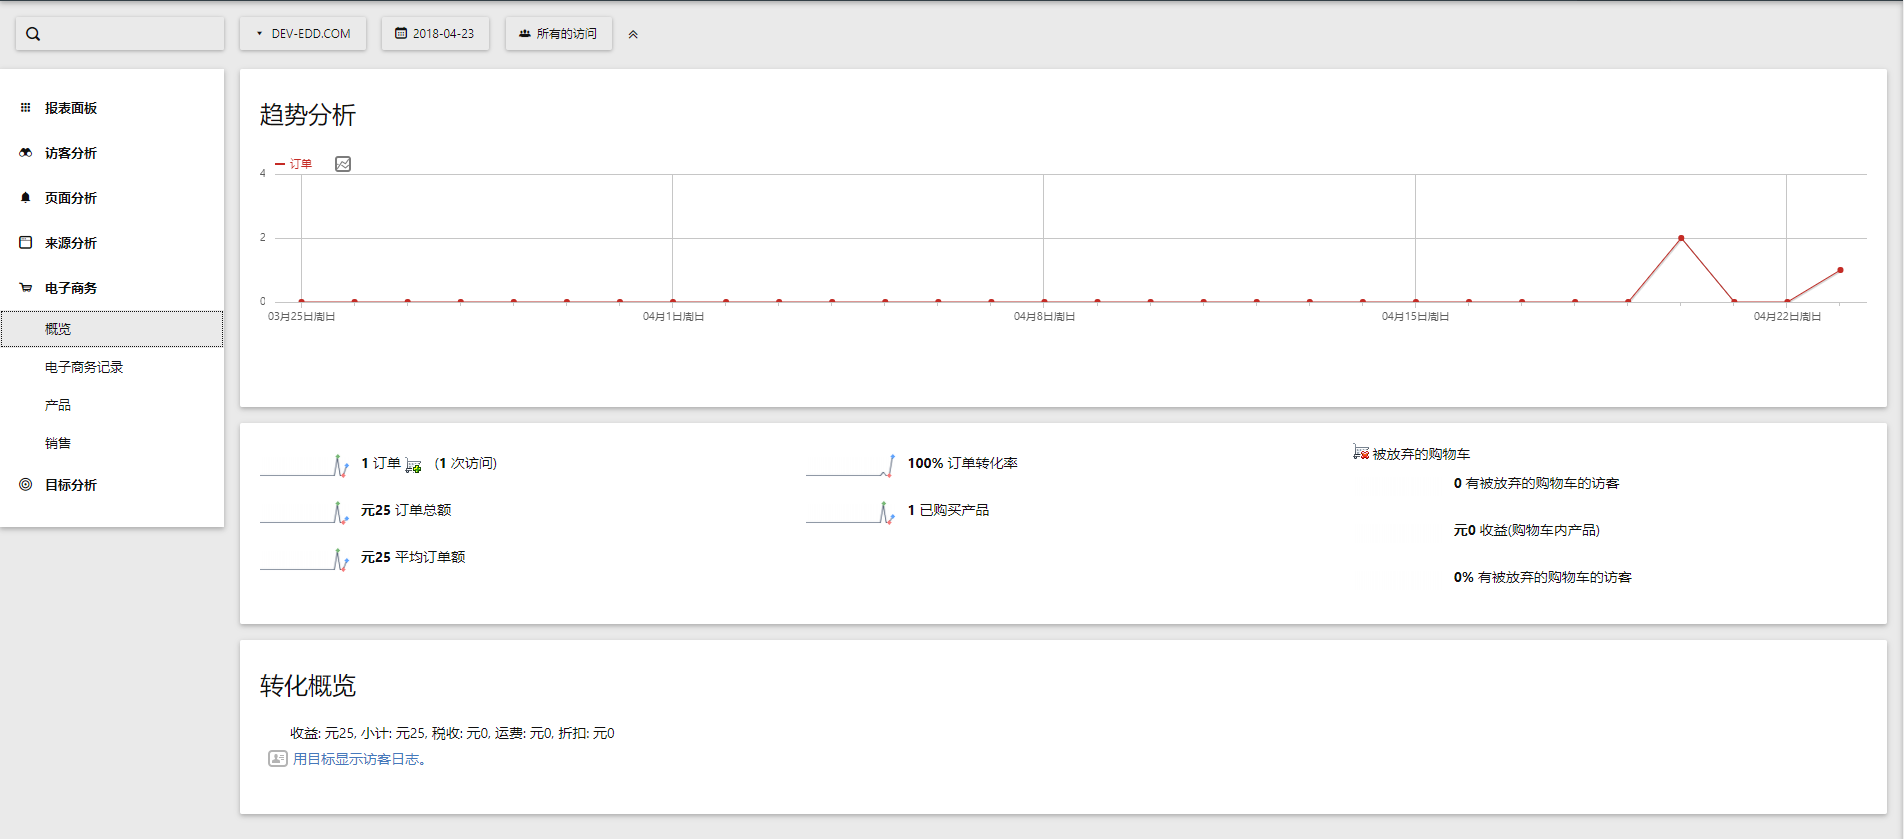 DEV-EDD.COM 2018-04-23 所有的访问
报表面板
访客分析
页面分析
来源分析
电子商务
概览
电子商务记录
产品
销售
目标分析
趋势分析
订单
4
2
0
03月25日周日 04月1日周日 04月8日周日 04月15日周日 04月22日周日
1 订单 (1 次访问)
元25 订单总额
元25 平均订单额
100% 订单转化率
1 已购买产品
被放弃的购物车
0 有被放弃的购物车的访客
元0 收益(购物车内产品)
0% 有被放弃的购物车的访客
转化概览
收益: 元25, 小计: 元25, 税收: 元0, 运费: 元0, 折扣: 元0
用目标显示访客日志。